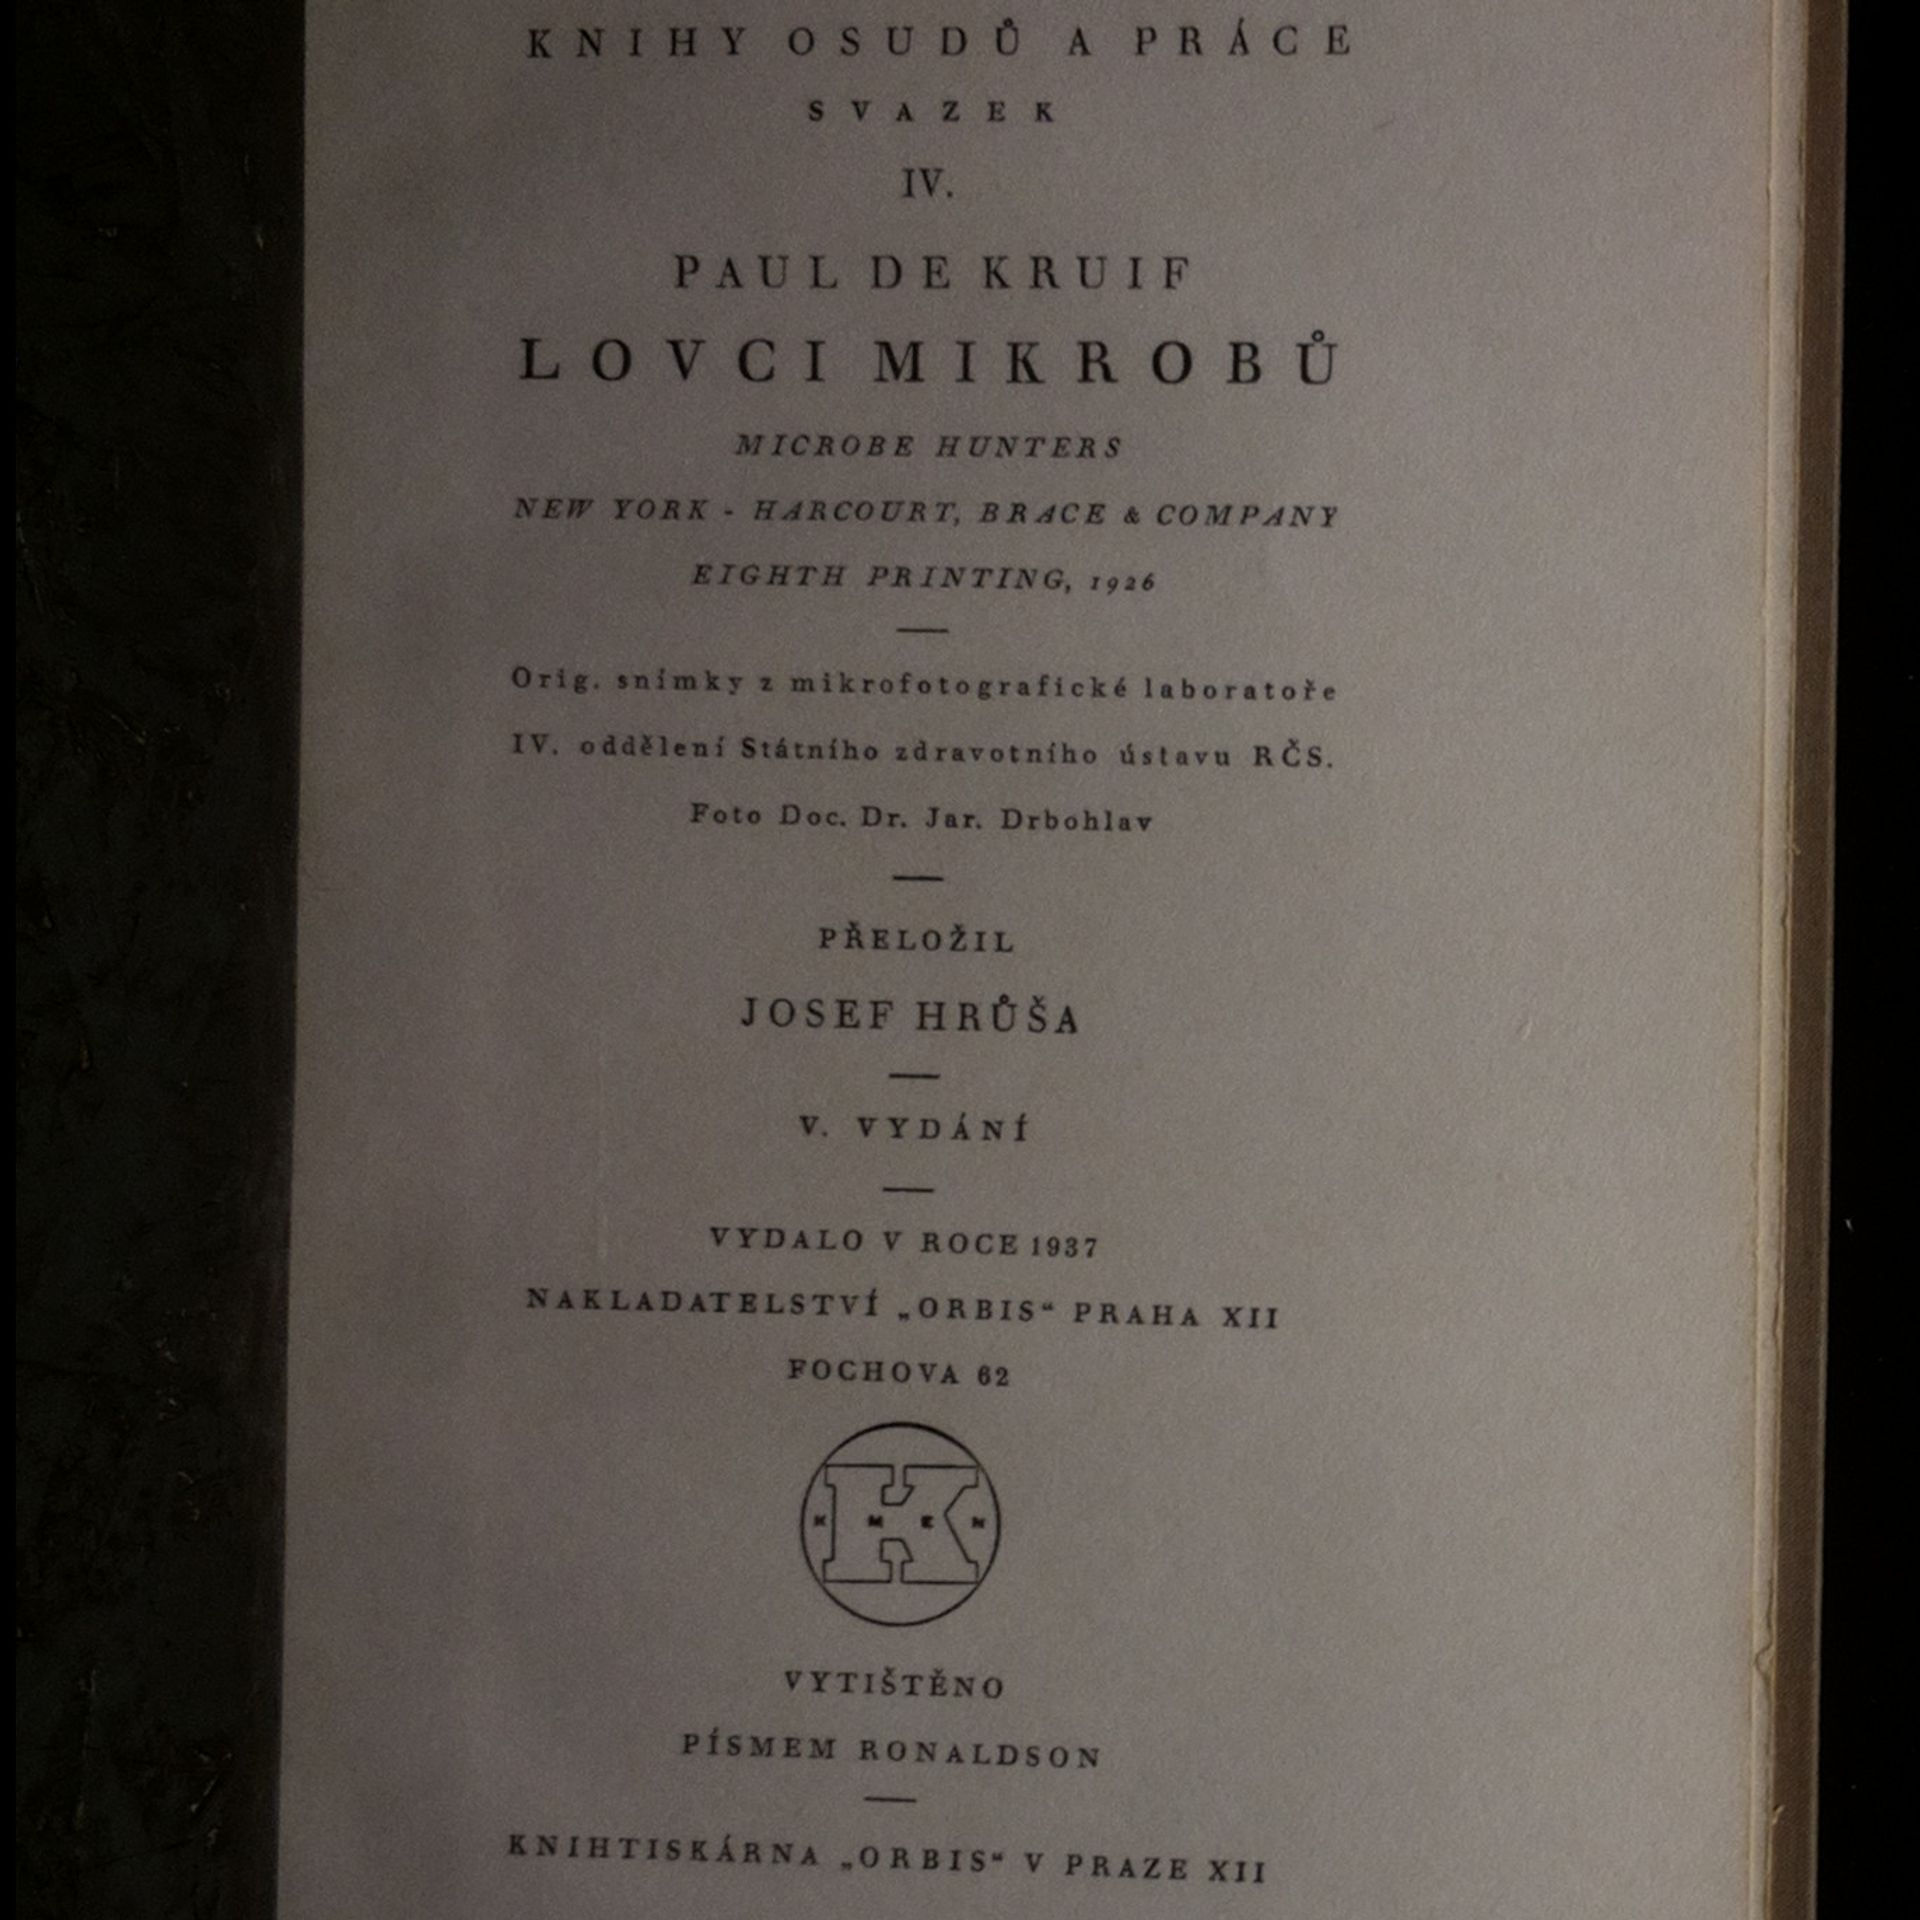 KNIHY OSUDŮ A PRÁCE
SVAZEK
IV.
PAUL DE KRUIF
LOVCI MIKROBŮ
MICROBE HUNTERS
NEW YORK - HARCOURT, BRACE & COMPANY
EIGHTH PRINTING, 1926
Orig. snímky z mikrofotografické laboratoře
IV. oddělení Státního zdravotního ústavu RČS.
Foto Doc. Dr. Jar. Drbohlav
PŘELOŽIL
JOSEF HRŮŠA
V. VYDÁNÍ
VYDALO V ROCE 1937
NAKLADATELSTVÍ „ORBIS“ PRAHA XII
FOCHOVA 62
K M E N
VYTIŠTĚNO
PÍSMEM RONALDSON
KNIHTISKÁRNA „ORBIS“ V PRAZE XII